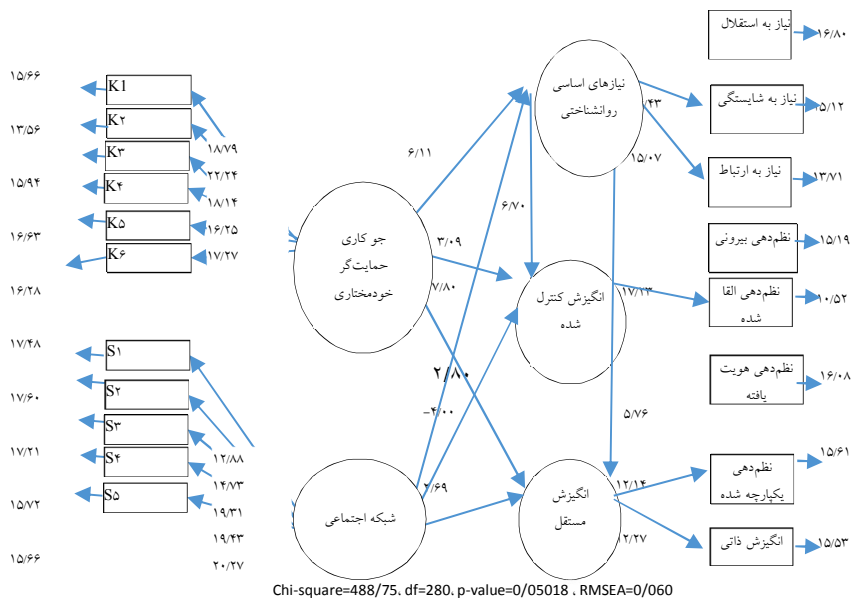 نیاز به استقلال
۱۶/۸۰
نیازهای اساسی
روانشناختی
۱۵/۶۶
K1
نیاز به شایستگی
۵/۱۲
/۴۳
۱۳/۵۶
K۲
۱۸/۷۹
۶/۱۱
۱۵/۰۷
K۳
۲۲/۲۴
نیاز به ارتباط
۱۳/۷۱
۱۵/۹۴
K۴
۱۸/۱۴
۶/۷۰
۱۶/۶۳
K۵
۱۶/۲۵
جو کاری
حمایت‌گر
خودمختاری
۳/۰۹
نظم‌دهی بیرونی
۱۵/۱۹
K۶
۱۷/۲۷
۱۶/۲۸
۷/۸۰
انگیزش کنترل
شده
نظم‌دهی القا
شده
۱۰/۵۲
۱۷/۴۸
S۱
۲/۸۰
نظم‌دهی هویت
یافته
۱۶/۰۸
۱۷/۶۰
S۲
-۴/۰۰
۵/۷۶
S۳
۱۷/۲۱
S۴
۱۲/۸۸
۱۵/۶۱
نظم‌دهی
یکپارچه شده
۱۴/۷۳
۲/۶۹
۱۲/۱۴
۱۵/۷۲
S۵
۱۹/۳۱
شبکه اجتماعی
انگیزش
مستقل
۱۹/۴۳
۱۲/۲۷
انگیزش ذاتی
۱۵/۵۳
۱۵/۶۶
۲۰/۲۷
Chi-square=488/75، df=280، p-value=0/05018 ، RMSEA=0/060